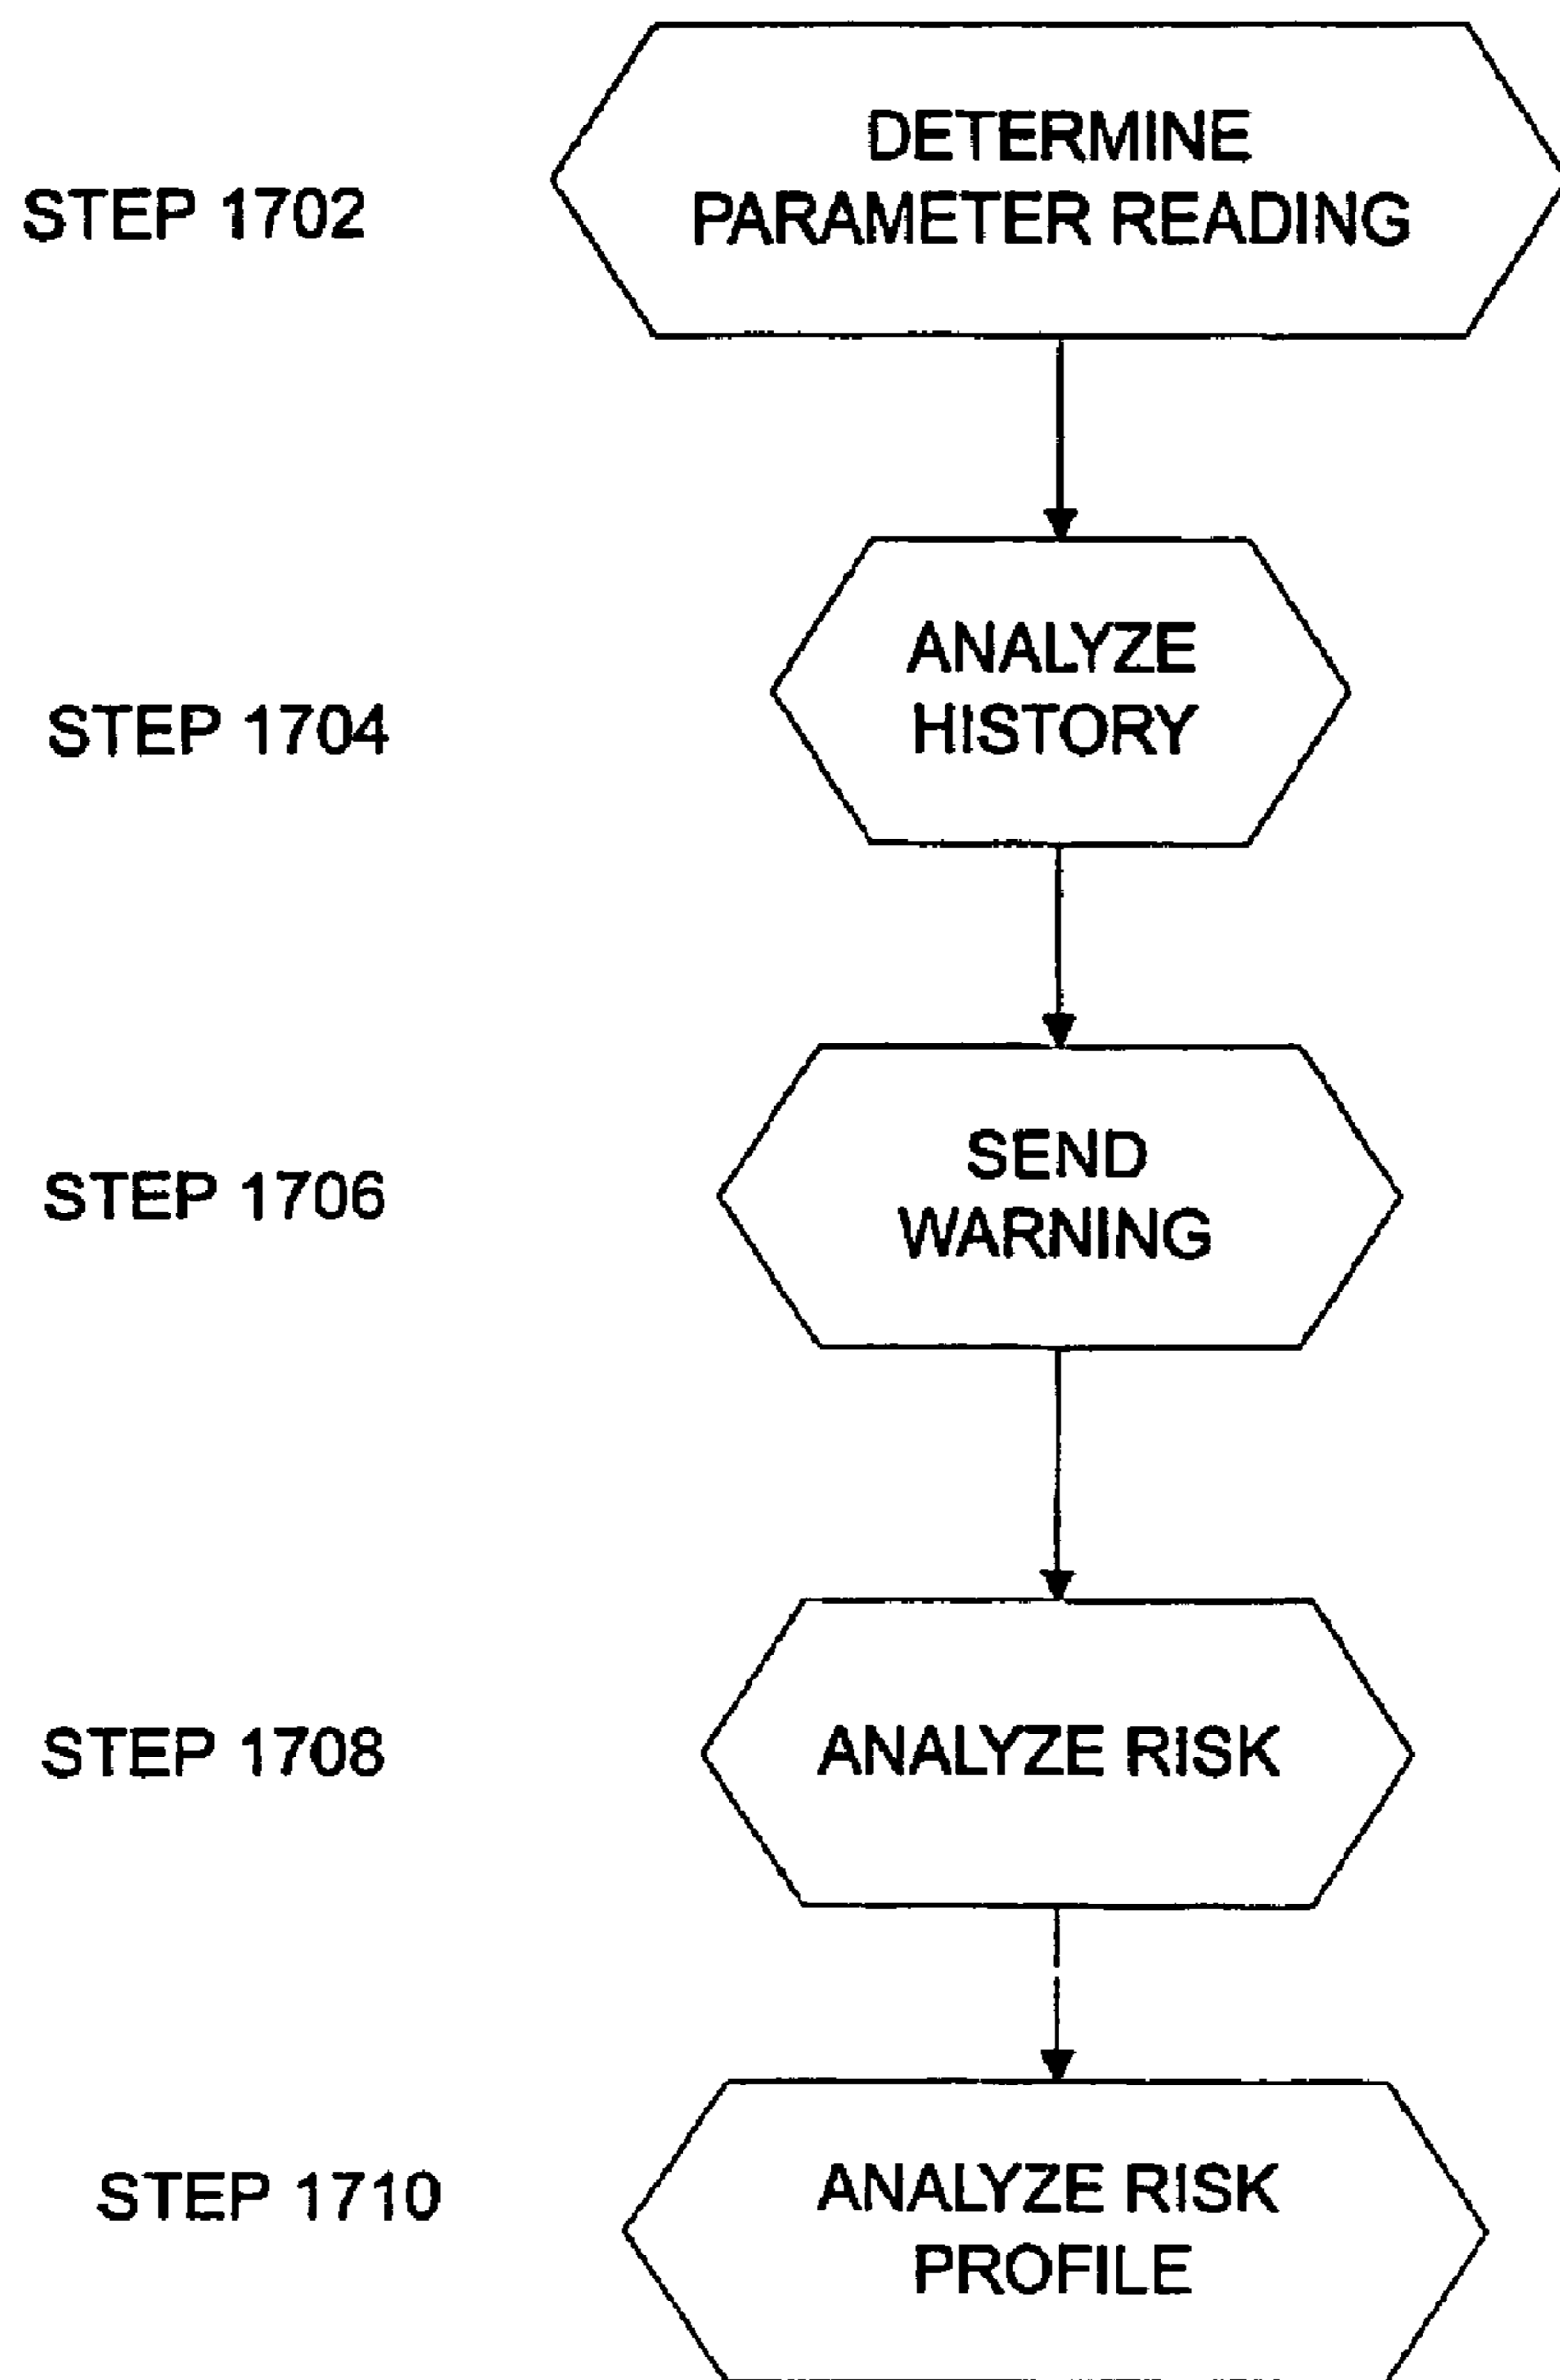 DETERMINE
PARAMETER READING
STEP 1702
ANALYZE
HISTORY
STEP 1704
SEND
WARNING
STEP 1706
ANALYZE RISK
STEP 1708
ANALYZE RISK
PROFILE
STEP 1710